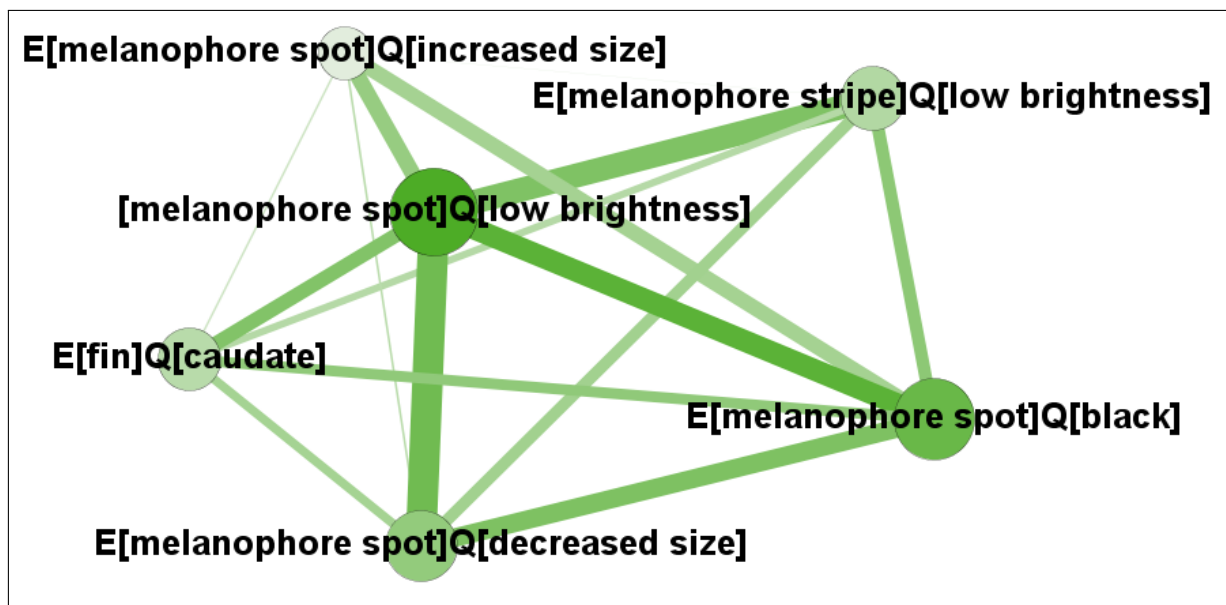 E[melanophore spot]Q[increased size]
E[melanophore stripe]Q[low brightness]
[melanophore spot]Q[low brightness]
E[fin]Q[caudate]
E[melanophore spot]Q[black]
E[melanophore spot]Q[decreased size]